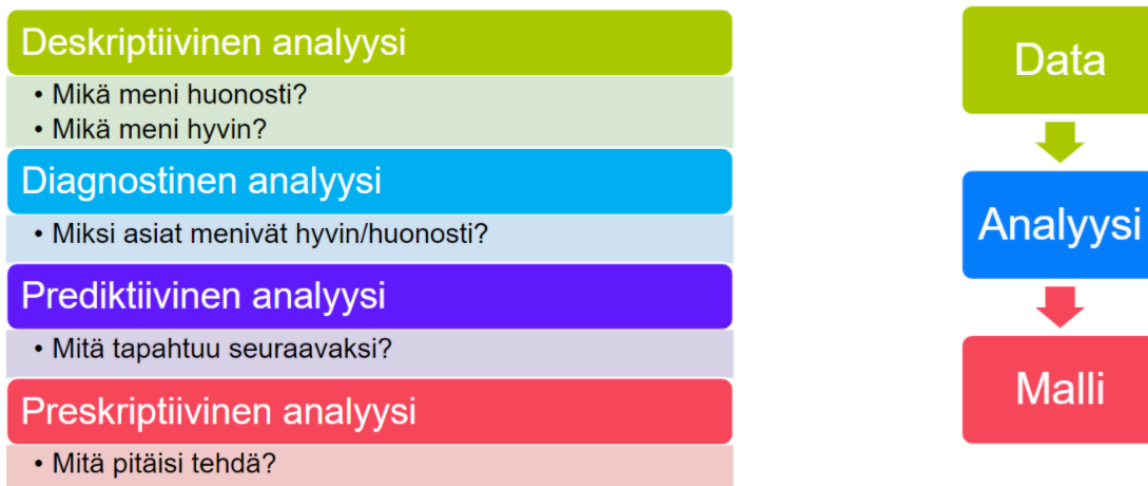 Deskriptiivinen analyysi
• Mikä meni huonosti?
• Mikä meni hyvin?
Diagnostinen analyysi
• Miksi asiat menivät hyvin/huonosti?
Prediktiivinen analyysi
• Mitä tapahtuu seuraavaksi?
Preskriptiivinen analyysi
• Mitä pitäisi tehdä?
Data
Analyysi
Malli